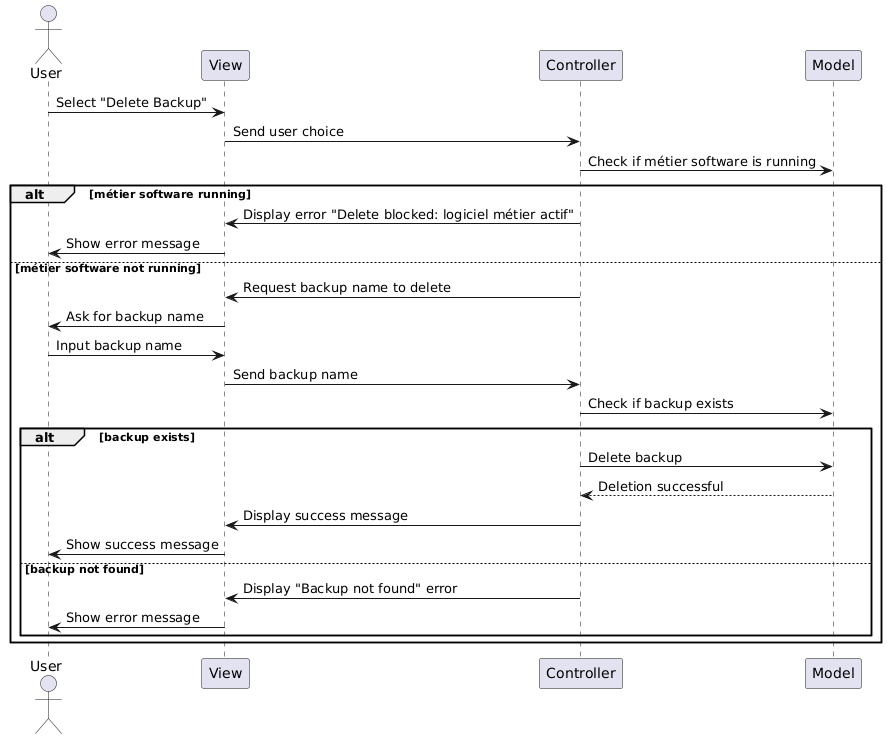 User
View
Controller
Model
Select "Delete Backup"
Send user choice
Check if métier software is running
alt
[métier software running]
Display error "Delete blocked: logiciel métier actif"
Show error message
[métier software not running]
Request backup name to delete
Ask for backup name
Input backup name
Send backup name
Check if backup exists
alt
[backup exists]
Delete backup
Deletion successful
Display success message
Show success message
[backup not found]
Display "Backup not found" error
Show error message
User
View
Controller
Model